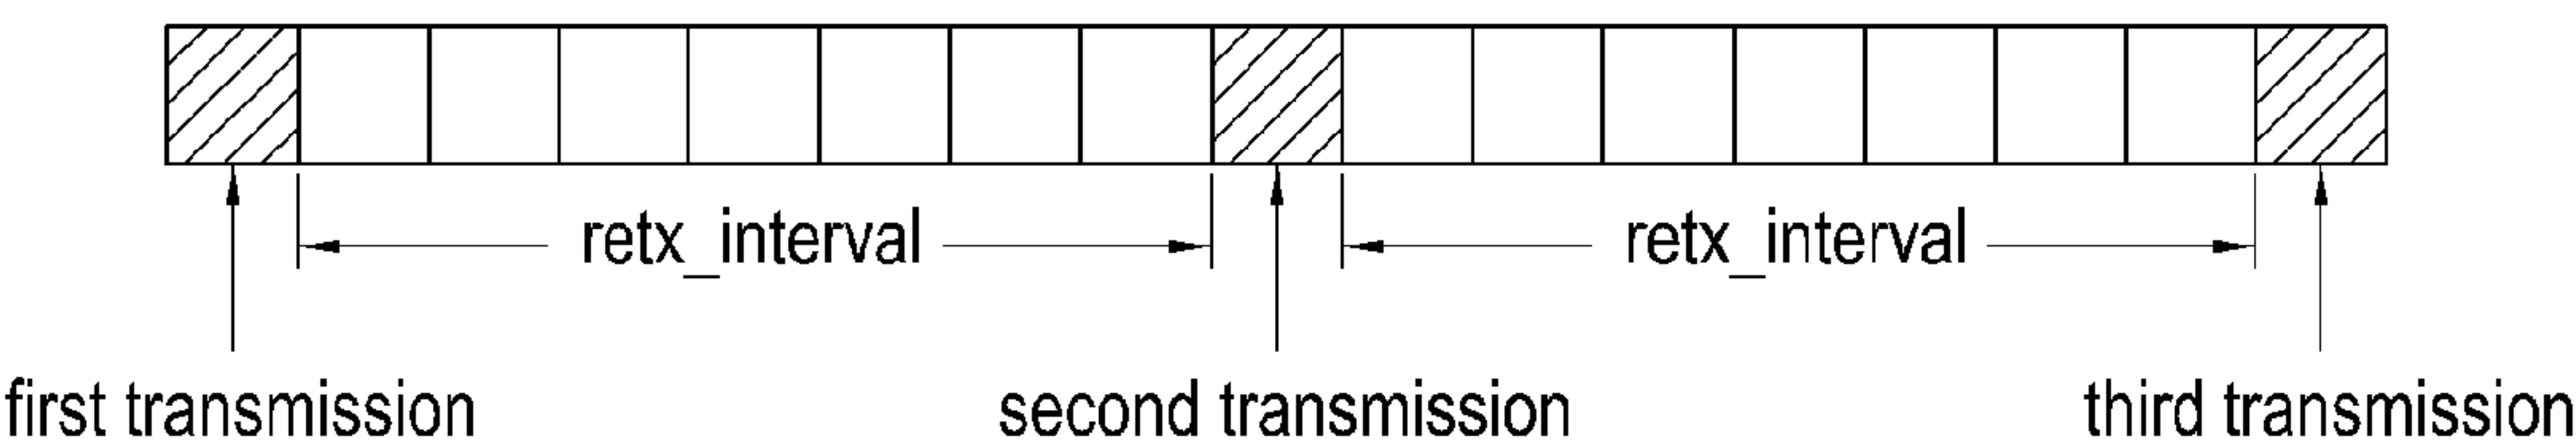 retx_interval retx_interval
first transmission second transmission third transmission